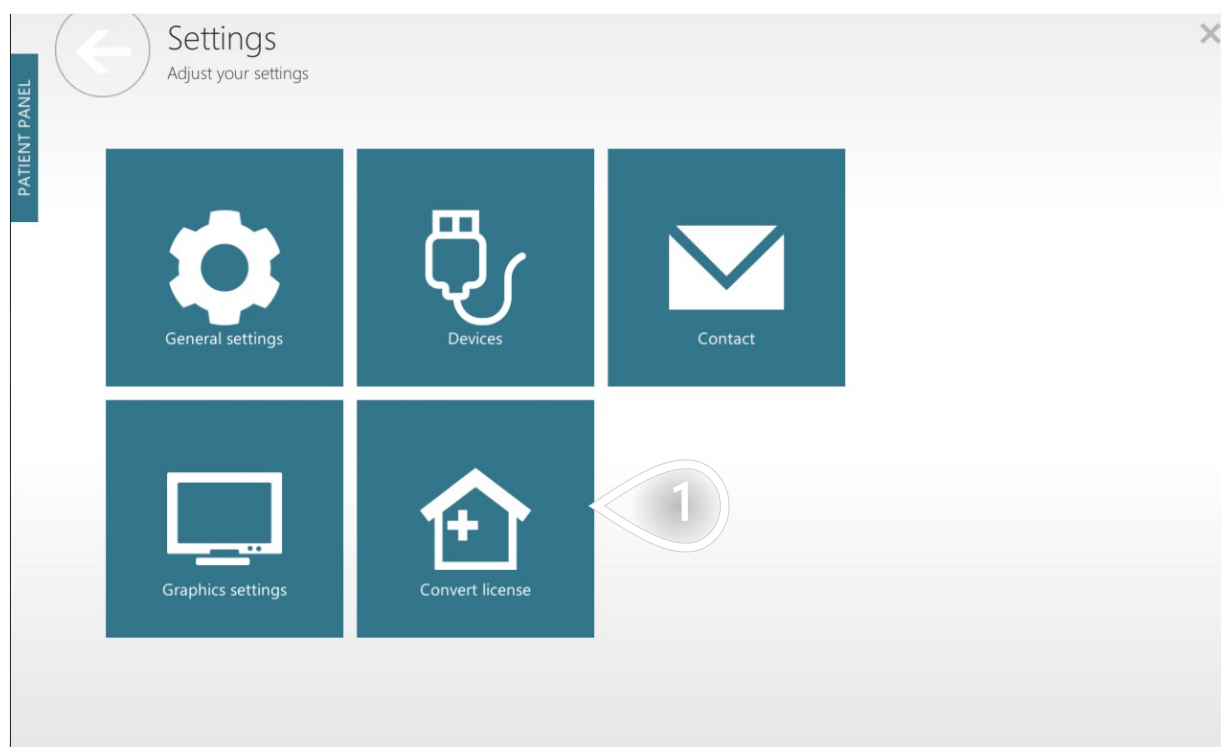 Settings
Adjust your settings
PATIENT PANEL
General settings
Devices
Contact
Graphics settings
Convert license
1